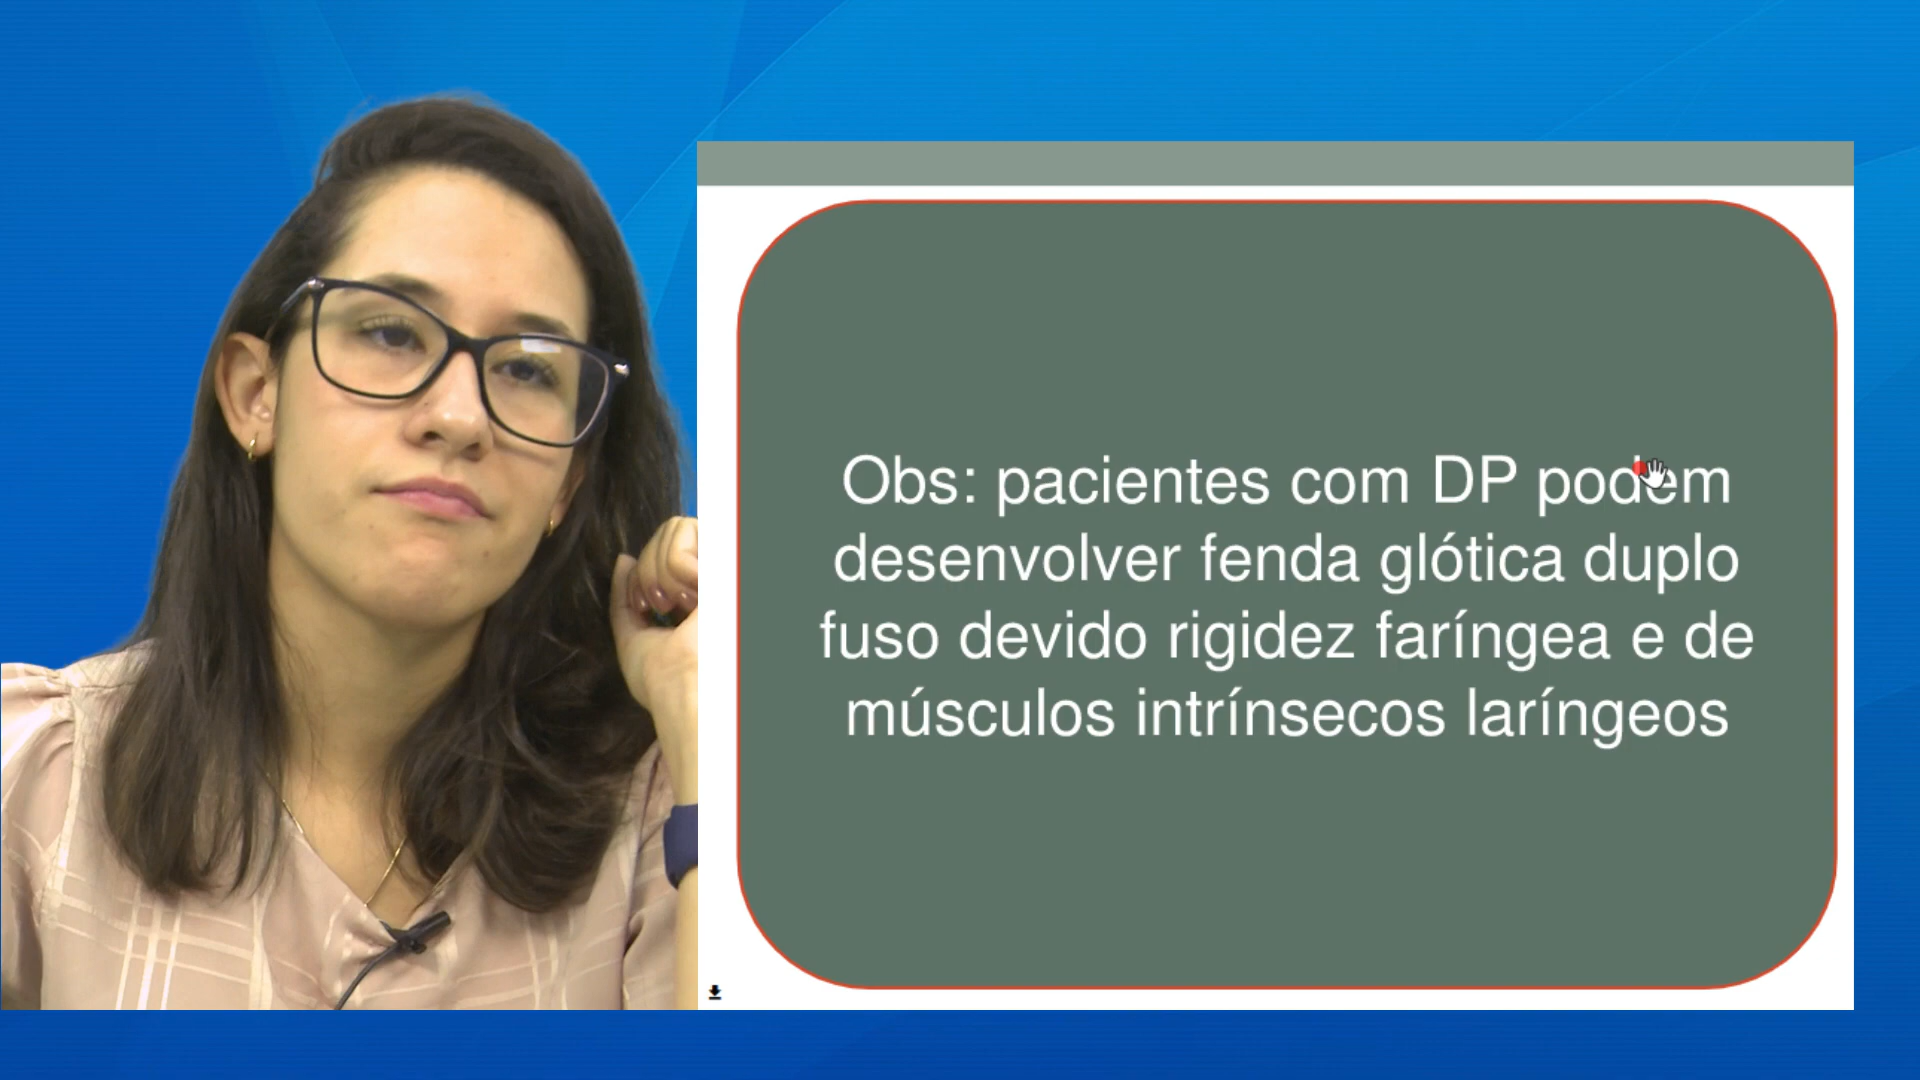 Obs: pacientes com DP podem
desenvolver fenda glótica duplo
fuso devido rigidez faríngea e de
músculos intrínsecos laríngeos